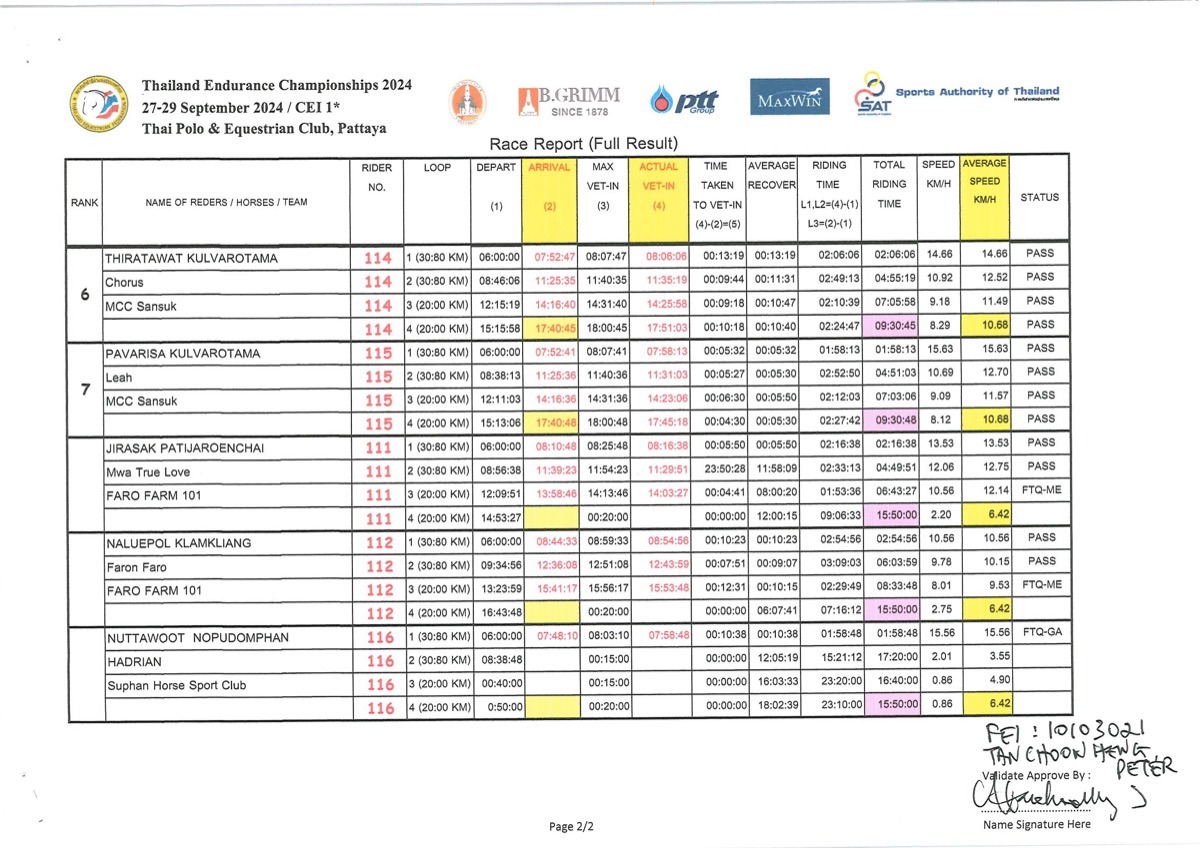 Thailand Endurance Championships 2024
27-29 September 2024 / CEI 1*
Thai Polo & Equestrian Club, Pattaya
B.GRIMM
SINCE 1878
ptt
Group
MAXWIN
SAT
Sports Authority of Thailand
Race Report (Full Result)
RANK NAME OF REDERS / HORSES / TEAM RIDER NO. LOOP DEPART (1) ARRIVAL (2) MAX VET-IN (3) ACTUAL VET-IN (4) TIME TAKEN TO VET-IN (4)-(2)=(5) AVERAGE RECOVER RIDING TIME L1,L2=(4)-(1) L3=(2)-(1) TOTAL RIDING TIME SPEED KM/H AVERAGE SPEED KM/H STATUS
6 THIRATAWAT KULVAROTAMA 114 1 (30:80 KM) 06:00:00 07:52:47 08:07:47 08:06:06 00:13:19 00:13:19 02:06:06 02:06:06 14.66 14.66 PASS
Chorus 114 2 (30:80 KM) 08:46:06 11:25:35 11:40:35 11:35:19 00:09:44 00:11:31 02:49:13 04:55:19 10.92 12.52 PASS
MCC Sansuk 114 3 (20:00 KM) 12:15:19 14:16:40 14:31:40 14:25:58 00:09:18 00:10:47 02:10:39 07:05:58 9.18 11.49 PASS
114 4 (20:00 KM) 15:15:58 17:40:45 18:00:45 17:51:03 00:10:18 00:10:40 02:24:47 09:30:45 8.29 10.68 PASS
7 PAVARISA KULVAROTAMA 115 1 (30:80 KM) 06:00:00 07:52:41 08:07:41 07:58:13 00:05:32 00:05:32 01:58:13 01:58:13 15.63 15.63 PASS
Leah 115 2 (30:80 KM) 08:38:13 11:25:36 11:40:36 11:31:03 00:05:27 00:05:30 02:52:50 04:51:03 10.69 12.70 PASS
MCC Sansuk 115 3 (20:00 KM) 12:11:03 14:16:36 14:31:36 14:23:06 00:06:30 00:05:50 02:12:03 07:03:06 9.09 11.57 PASS
115 4 (20:00 KM) 15:13:06 17:40:48 18:00:48 17:45:18 00:04:30 00:05:30 02:27:42 09:30:48 8.12 10.68 PASS
JIRASAK PATIJAROENCHAI 111 1 (30:80 KM) 06:00:00 08:10:48 08:25:48 08:16:38 00:05:50 00:05:50 02:16:38 02:16:38 13.53 13.53 PASS
Mwa True Love 111 2 (30:80 KM) 08:56:38 11:39:23 11:54:23 11:29:51 23:50:28 11:58:09 02:33:13 04:49:51 12.06 12.75 PASS
FARO FARM 101 111 3 (20:00 KM) 12:09:51 13:58:46 14:13:46 14:03:27 00:04:41 08:00:20 01:53:36 06:43:27 10.56 12.14 FTQ-ME
111 4 (20:00 KM) 14:53:27 00:20:00 00:00:00 12:00:15 09:06:33 15:50:00 2.20 6.42
NALUEPOL KLAMKLIANG 112 1 (30:80 KM) 06:00:00 08:44:33 08:59:33 08:54:56 00:10:23 00:10:23 02:54:56 02:54:56 10.56 10.56 PASS
Faron Faro 112 2 (30:80 KM) 09:34:56 12:36:08 12:51:08 12:43:59 00:07:51 00:09:07 03:09:03 06:03:59 9.78 10.15 PASS
FARO FARM 101 112 3 (20:00 KM) 13:23:59 15:41:17 15:56:17 15:53:48 00:12:31 00:10:15 02:29:49 08:33:48 8.01 9.53 FTQ-ME
112 4 (20:00 KM) 16:43:48 00:20:00 00:00:00 06:07:41 07:16:12 15:50:00 2.75 6.42
NUTTAWOOT NOPUDOMPHAN 116 1 (30:80 KM) 06:00:00 07:48:10 08:03:10 07:58:48 00:10:38 00:10:38 01:58:48 01:58:48 15.56 15.56 FTQ-GA
HADRIAN 116 2 (30:80 KM) 08:38:48 00:15:00 00:00:00 12:05:19 15:21:12 17:20:00 2.01 3.55
Suphan Horse Sport Club 116 3 (20:00 KM) 00:40:00 00:15:00 00:00:00 16:03:33 23:20:00 16:40:00 0.86 4.90
116 4 (20:00 KM) 0:50:00 00:20:00 00:00:00 18:02:39 23:10:00 15:50:00 0.86 6.42
FEI : 10103021
TAN CHOON HENG,
PETER
Validate Approve By :
Name Signature Here
Page 2/2